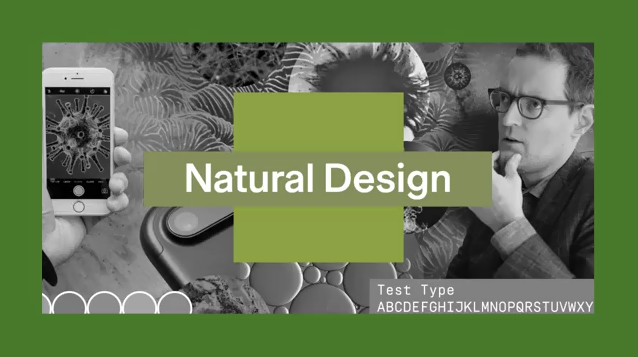 Natural Design
Test Type
ABCDEFGHIJKLMNOPQRSTUVWXY